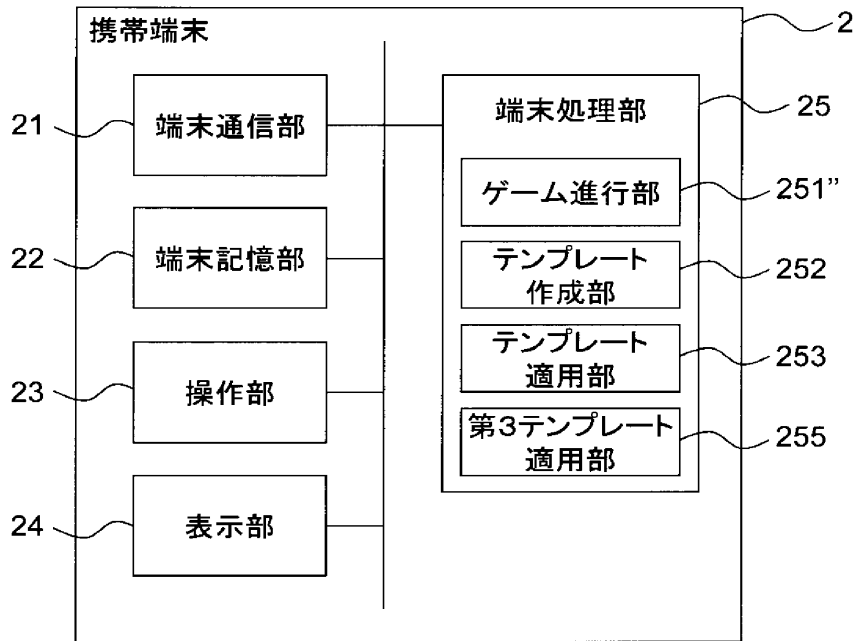 携帯端末
2
21
端末通信部
22
端末記憶部
23
操作部
24
表示部
端末処理部
25
ゲーム進行部
251”
テンプレート
作成部
252
テンプレート
適用部
253
第3テンプレート
適用部
255